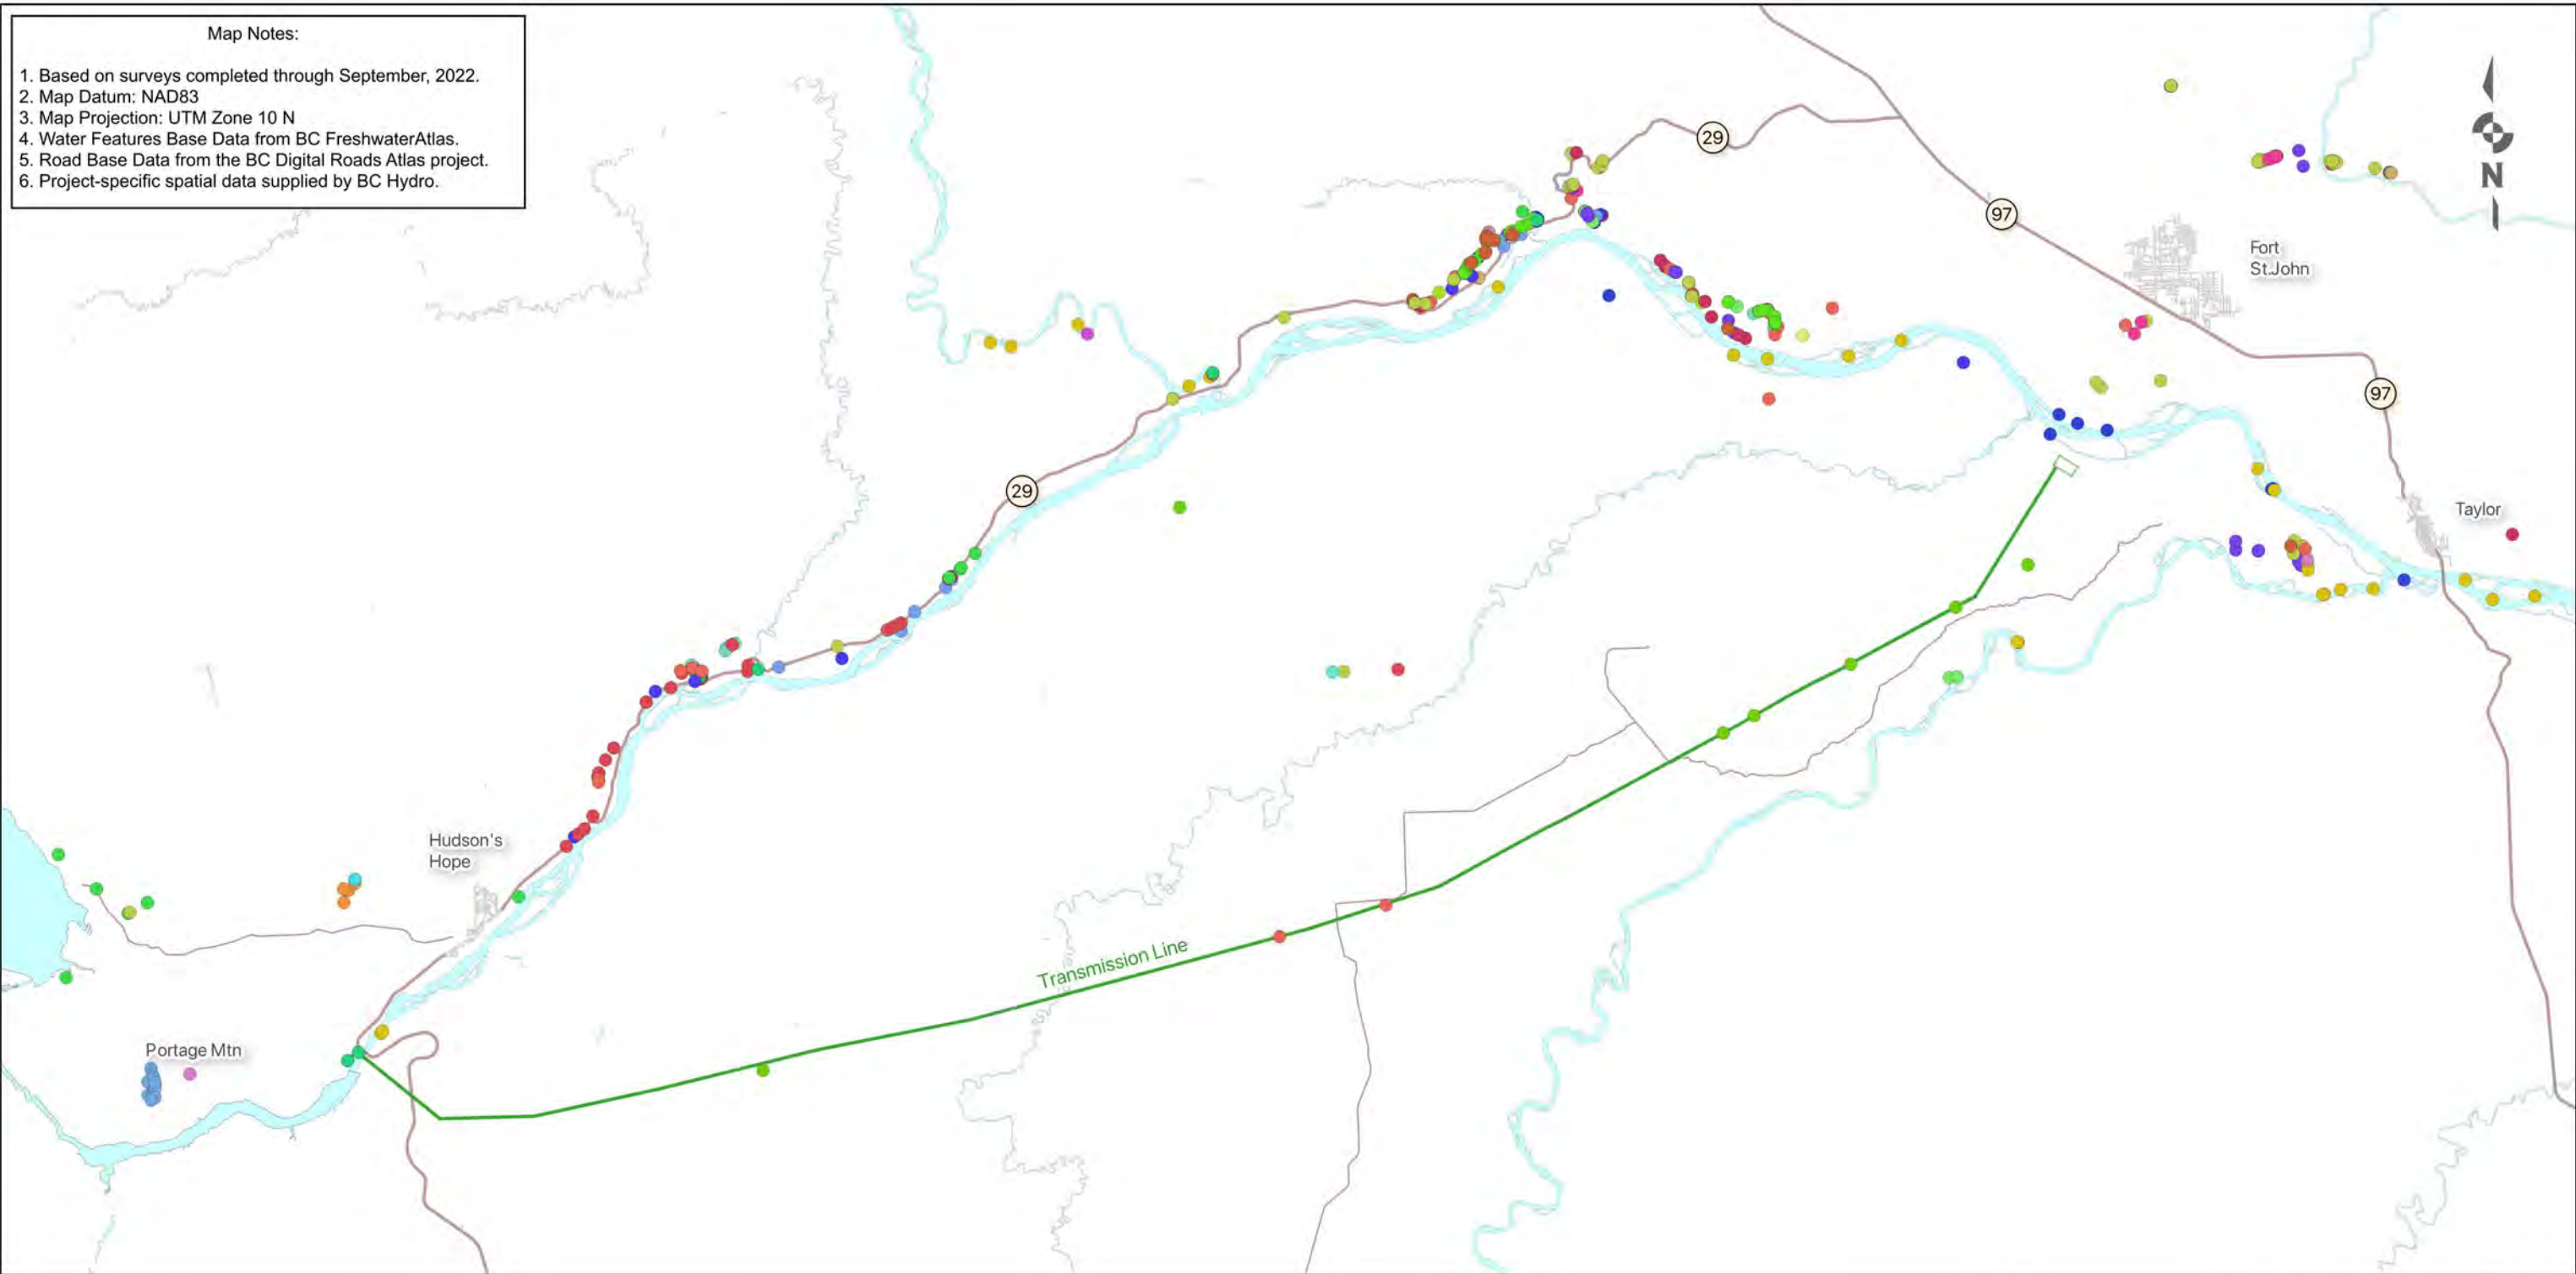 Map Notes:
1. Based on surveys completed through September, 2022.
2. Map Datum: NAD83
3. Map Projection: UTM Zone 10 N
4. Water Features Base Data from BC FreshwaterAtlas.
5. Road Base Data from the BC Digital Roads Atlas project.
6. Project-specific spatial data supplied by BC Hydro.
29
N
97
Fort
St.John
97
29
Taylor
Hudson's
Hope
Transmission Line
Portage Mtn